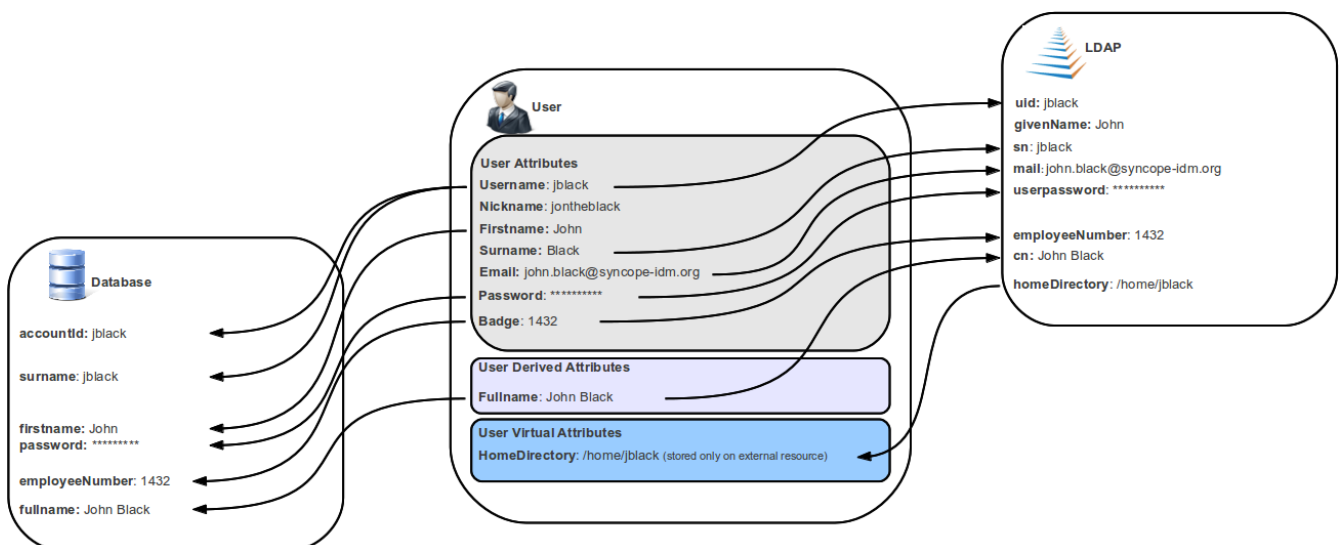 Database
accountId: jblack
surname: jblack
firstname: John
password: *********
employeeNumber: 1432
fullname: John Black
User
User Attributes
Username: jblack
Nickname: jontheblack
Firstname: John
Surname: Black
Email: john.black@syncope-idm.org
Password: **********
Badge: 1432
User Derived Attributes
Fullname: John Black
User Virtual Attributes
HomeDirectory: /home/jblack (stored only on external resource)
LDAP
uid: jblack
givenName: John
sn: jblack
mail:john.black@syncope-idm.org
userpassword: **********
employeeNumber: 1432
cn: John Black
homeDirectory: /home/jblack